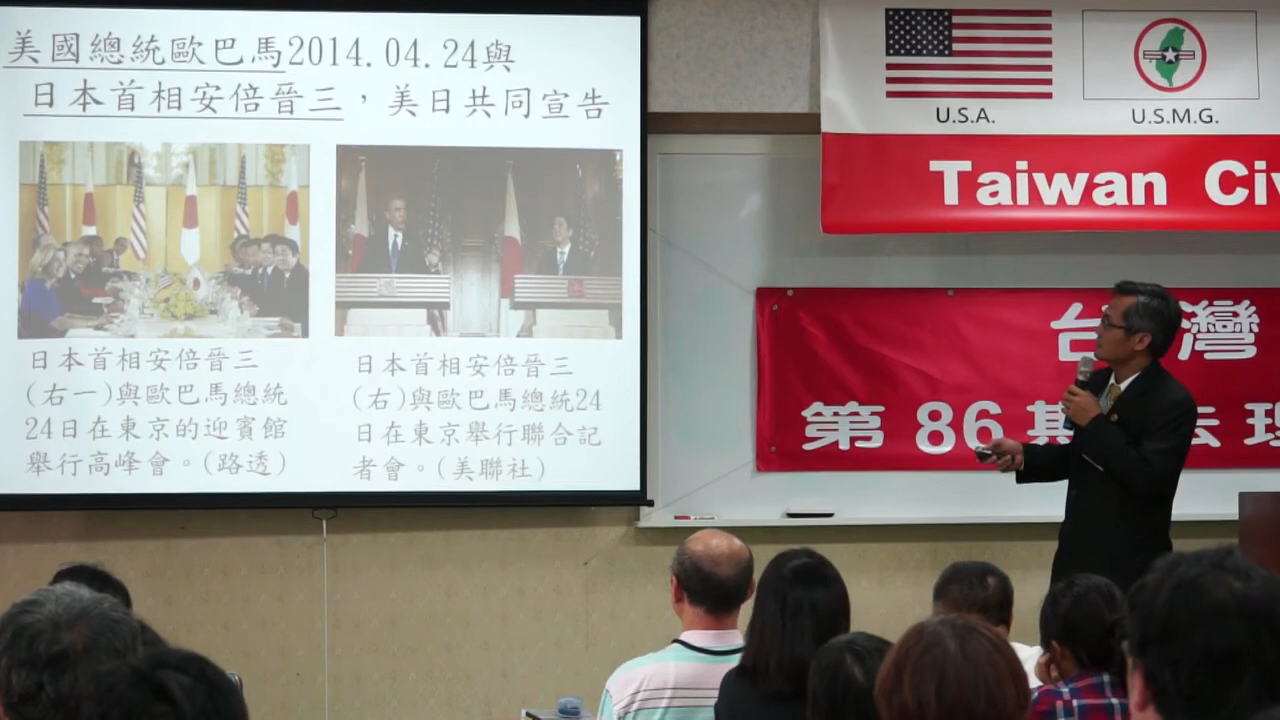 美國總統歐巴馬2014.04.24與
日本首相安倍晉三，美日共同宣告
日本首相安倍晉三
(右一)與歐巴馬總統
24日在東京的迎賓館
舉行高峰會。(路透)
日本首相安倍晉三
(右)與歐巴馬總統24
日在東京舉行聯合記
者會。(美聯社)
U.S.A.
U.S.M.G.
Taiwan Civ
台灣
第86期法理